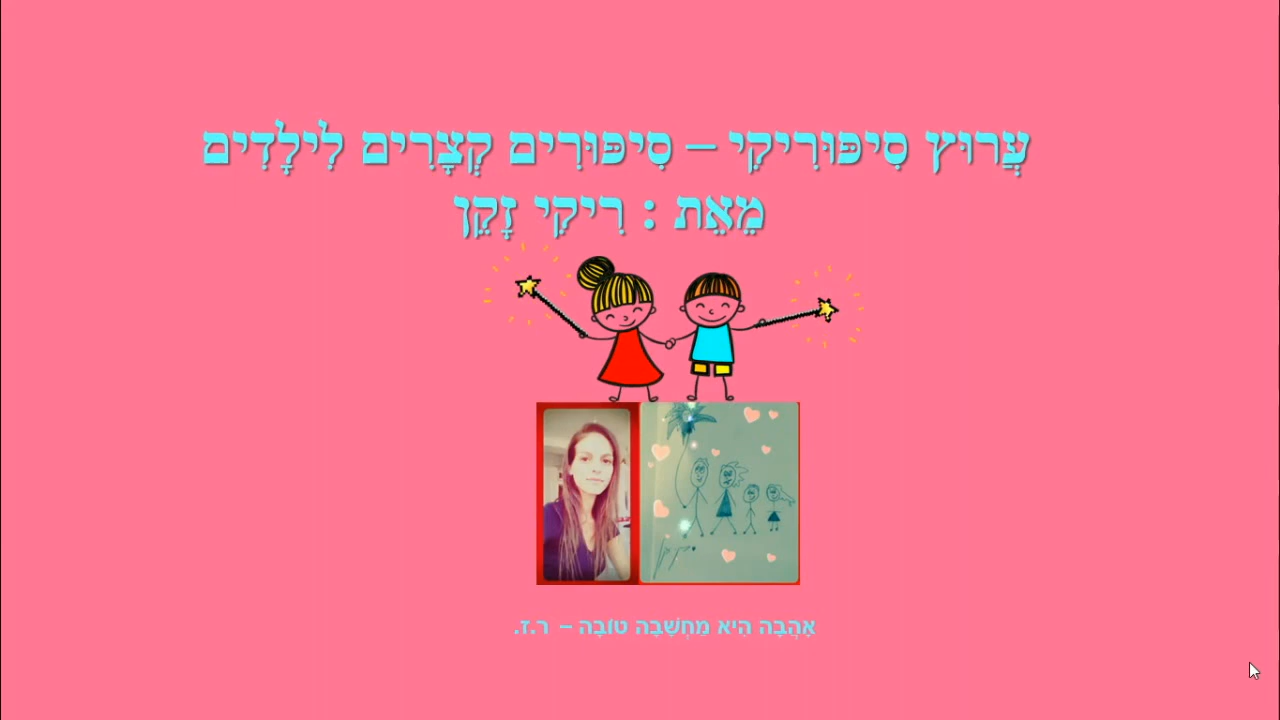 עֲרוּץ סִיפּוּרִיקִי – סִיפּוּרִים קְצָרִים לִילָדִים
מֵאֵת : רִיקִי זָקֵן
אַהֲבָה הִיא מַחְשָׁבָה טוֹבָה – ר.ז.